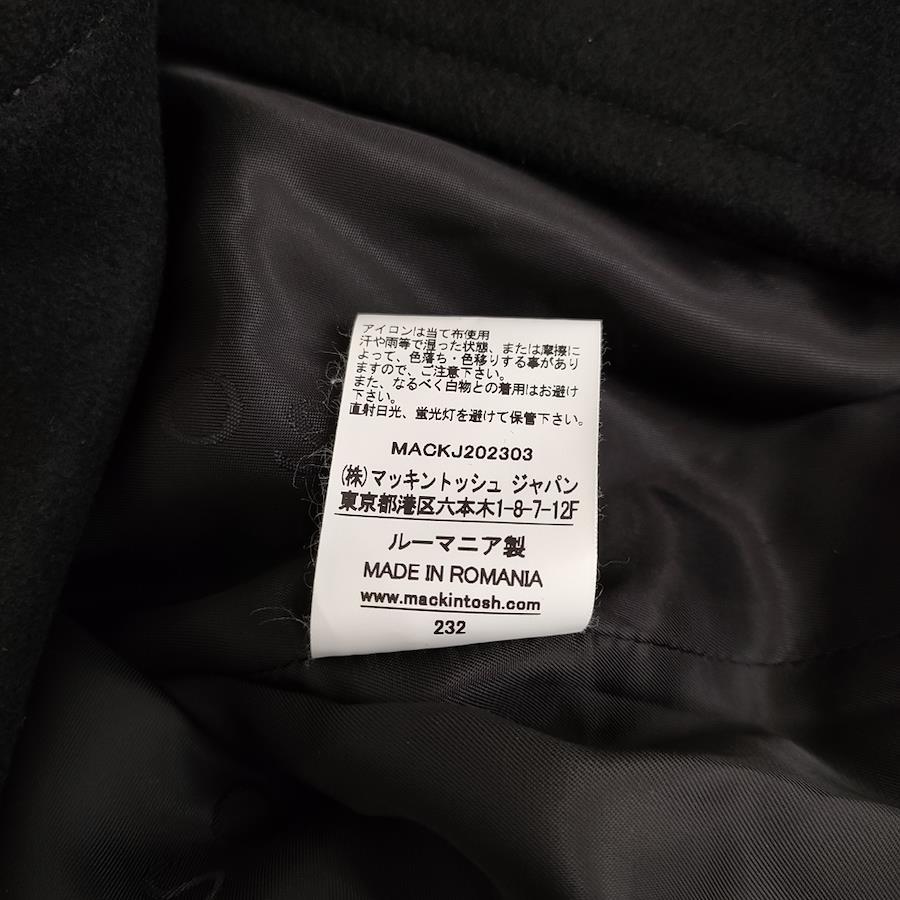 アイロンは当て布使用
汗や雨等で湿った状態、または摩擦に
よって、色落ち・色移りする事があり
ますので、ご注意下さい。
また、なるべく白物との着用はお避け
下さい。
直射日光、蛍光灯を避けて保管下さい。
MACKJ202303
(株)マッキントッシュ ジャパン
東京都港区六本木1-8-7-12F
ルーマニア製
MADE IN ROMANIA
www.mackintosh.com
232